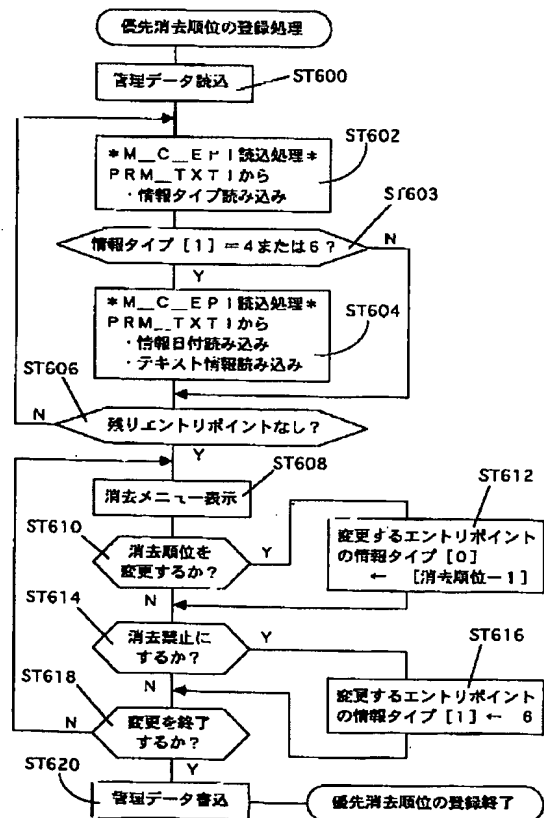 優先消去順位の登録処理
ST600
管理データ読込
ST602
*M__C__EPI読込処理*
PRM__TXTIから
・情報タイプ読み込み
ST603
情報タイプ[1]=4または6?
N
Y
ST604
*M__C__EPI読込処理*
PRM__TXTIから
・情報日付読み込み
・テキスト情報読み込み
ST606
N
残りエントリポイントなし?
Y
ST608
消去メニュー表示
ST610
消去順位を
変更するか?
Y
ST612
変更するエントリポイント
の情報タイプ[0]
← [消去順位-1]
N
ST614
消去禁止に
するか?
Y
ST616
変更するエントリポイント
の情報タイプ[1]← 6
N
ST618
変更を終了
するか?
N
Y
ST620
管理データ書込
優先消去順位の登録終了